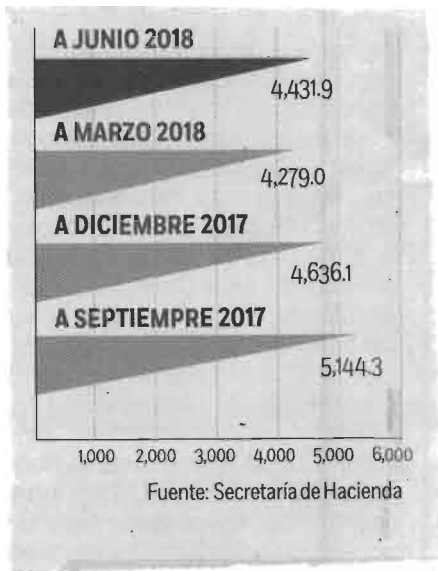 A JUNIO 2018
4,431.9
A MARZO 2018
4,279.0
A DICIEMBRE 2017
4,636.1
A SEPTIEMPRE 2017
5,144.3
1,000 2,000 3,000 4,000 5,000 6,000
Fuente: Secretaría de Hacienda